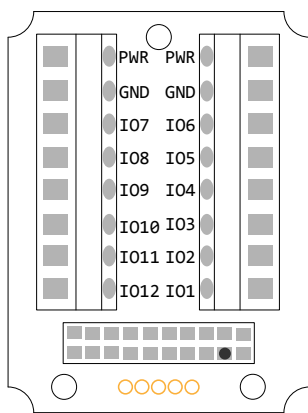 PWR PWR
GND GND
IO7 IO6
IO8 IO5
IO9 IO4
IO10 IO3
IO11 IO2
IO12 IO1